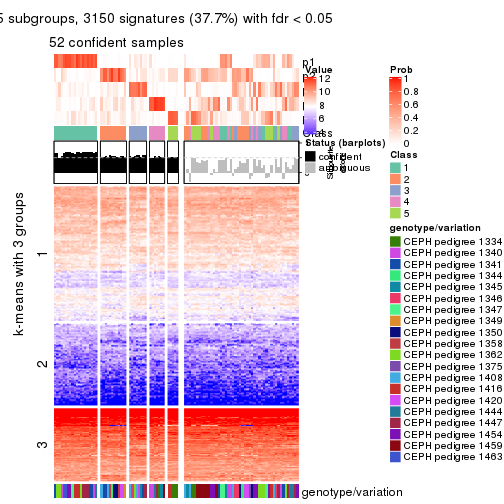 5 subgroups, 3150 signatures (37.7%) with fdr < 0.05
52 confident samples
k-means with 3 groups
1
2
3
Class
genotype/variation
Value
12
10
8
6
Status (barplots)
confident
ambiguous
Prob
1
0.8
0.6
0.4
0.2
0
Class
1
2
3
4
5
genotype/variation
CEPH pedigree 1334
CEPH pedigree 1340
CEPH pedigree 1341
CEPH pedigree 1344
CEPH pedigree 1345
CEPH pedigree 1346
CEPH pedigree 1347
CEPH pedigree 1349
CEPH pedigree 1350
CEPH pedigree 1358
CEPH pedigree 1362
CEPH pedigree 1375
CEPH pedigree 1408
CEPH pedigree 1416
CEPH pedigree 1420
CEPH pedigree 1444
CEPH pedigree 1447
CEPH pedigree 1454
CEPH pedigree 1459
CEPH pedigree 1463